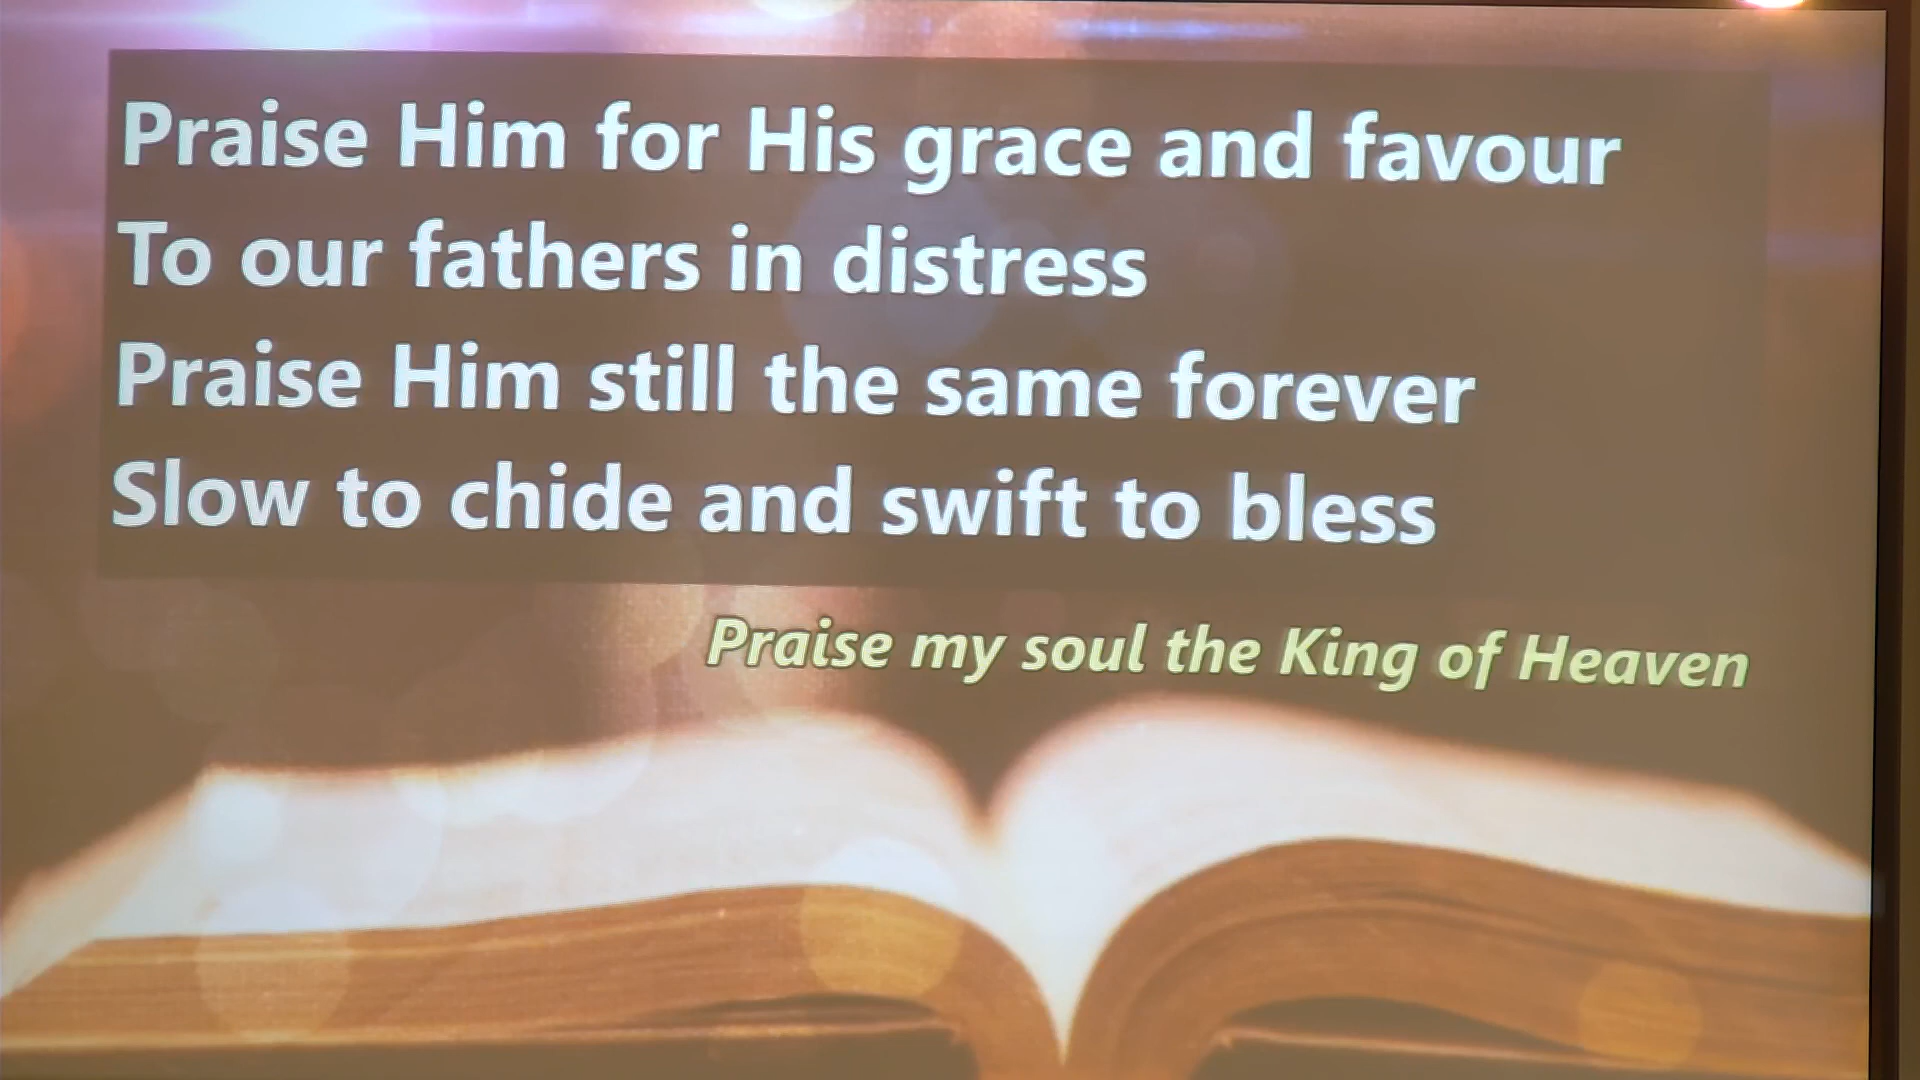 Praise Him for His grace and favour
To our fathers in distress
Praise Him still the same forever
Slow to chide and swift to bless
Praise my soul the King of Heaven